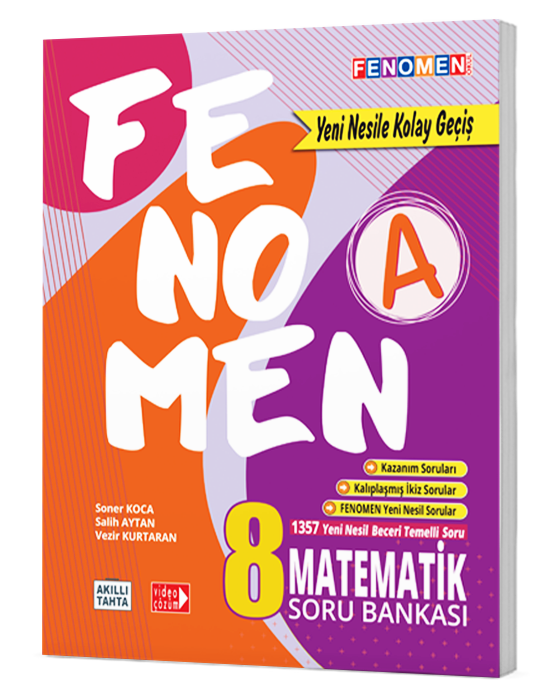 FENOMEN
Yeni Nesile Kolay Geçiş
FE
NO
MEN
A
Kazanım Soruları
Kalıplaşmış İkiz Sorular
FENOMEN Yeni Nesil Sorular
1357 Yeni Nesil Beceri Temelli Soru
Soner KOCA
Salih AYTAN
Vezir KURTARAN
8
MATEMATİK
SORU BANKASI
AKILLI
TAHTA
video
çözüm